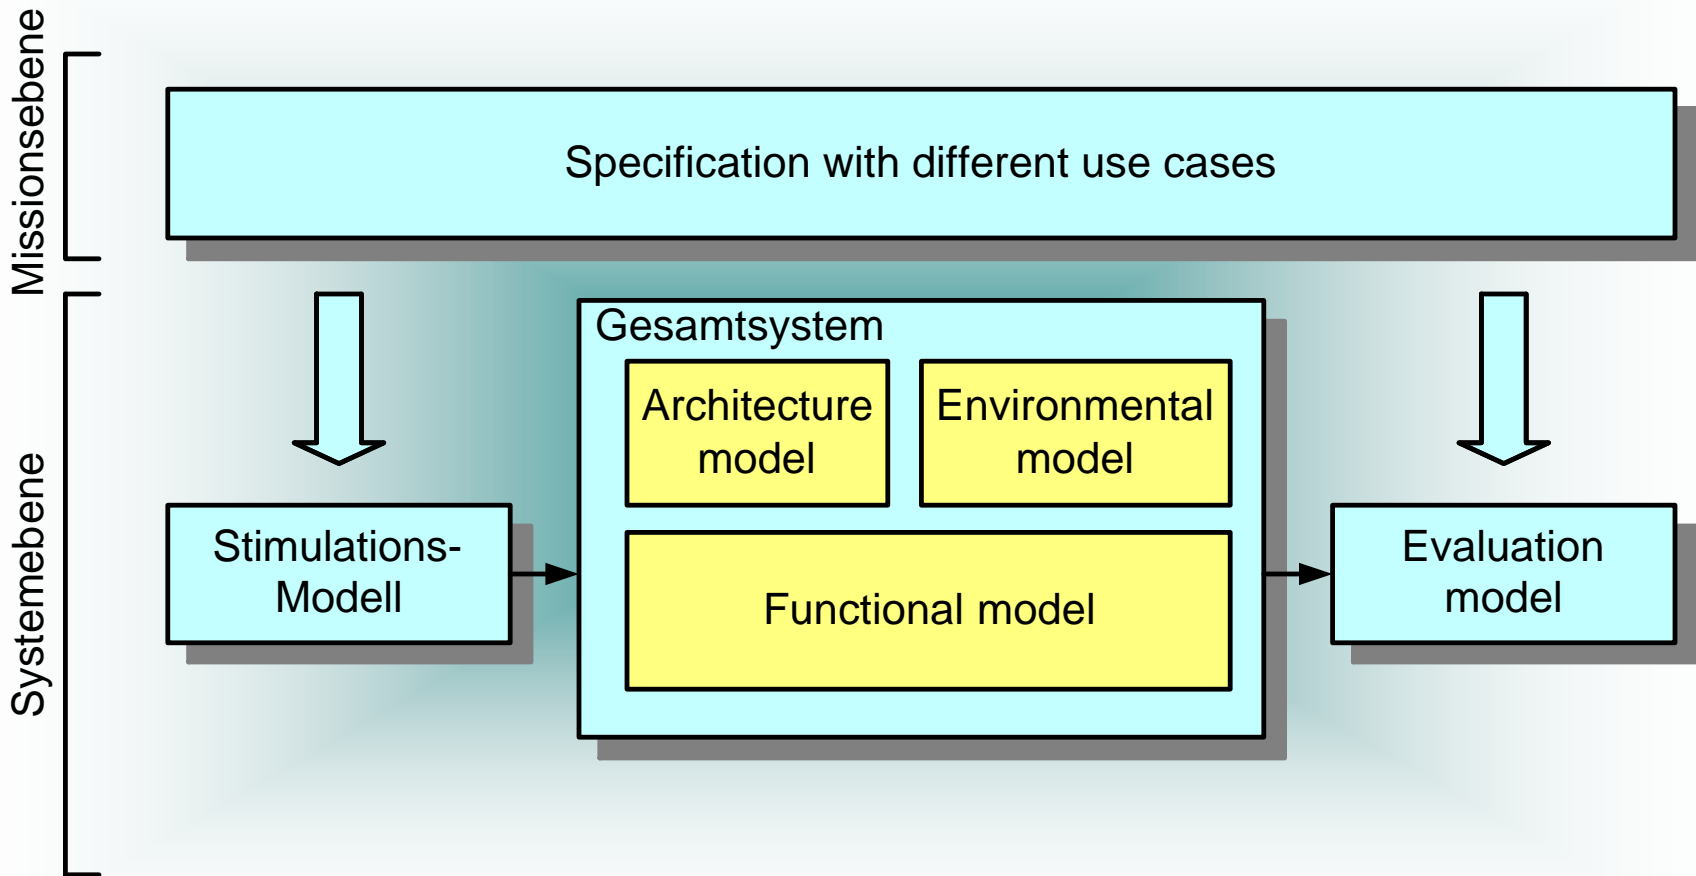 Missionsebene
Specification with different use cases
Systemebene
Gesamtsystem
Architecture
model
Environmental
model
Stimulations-
Modell
Functional model
Evaluation
model